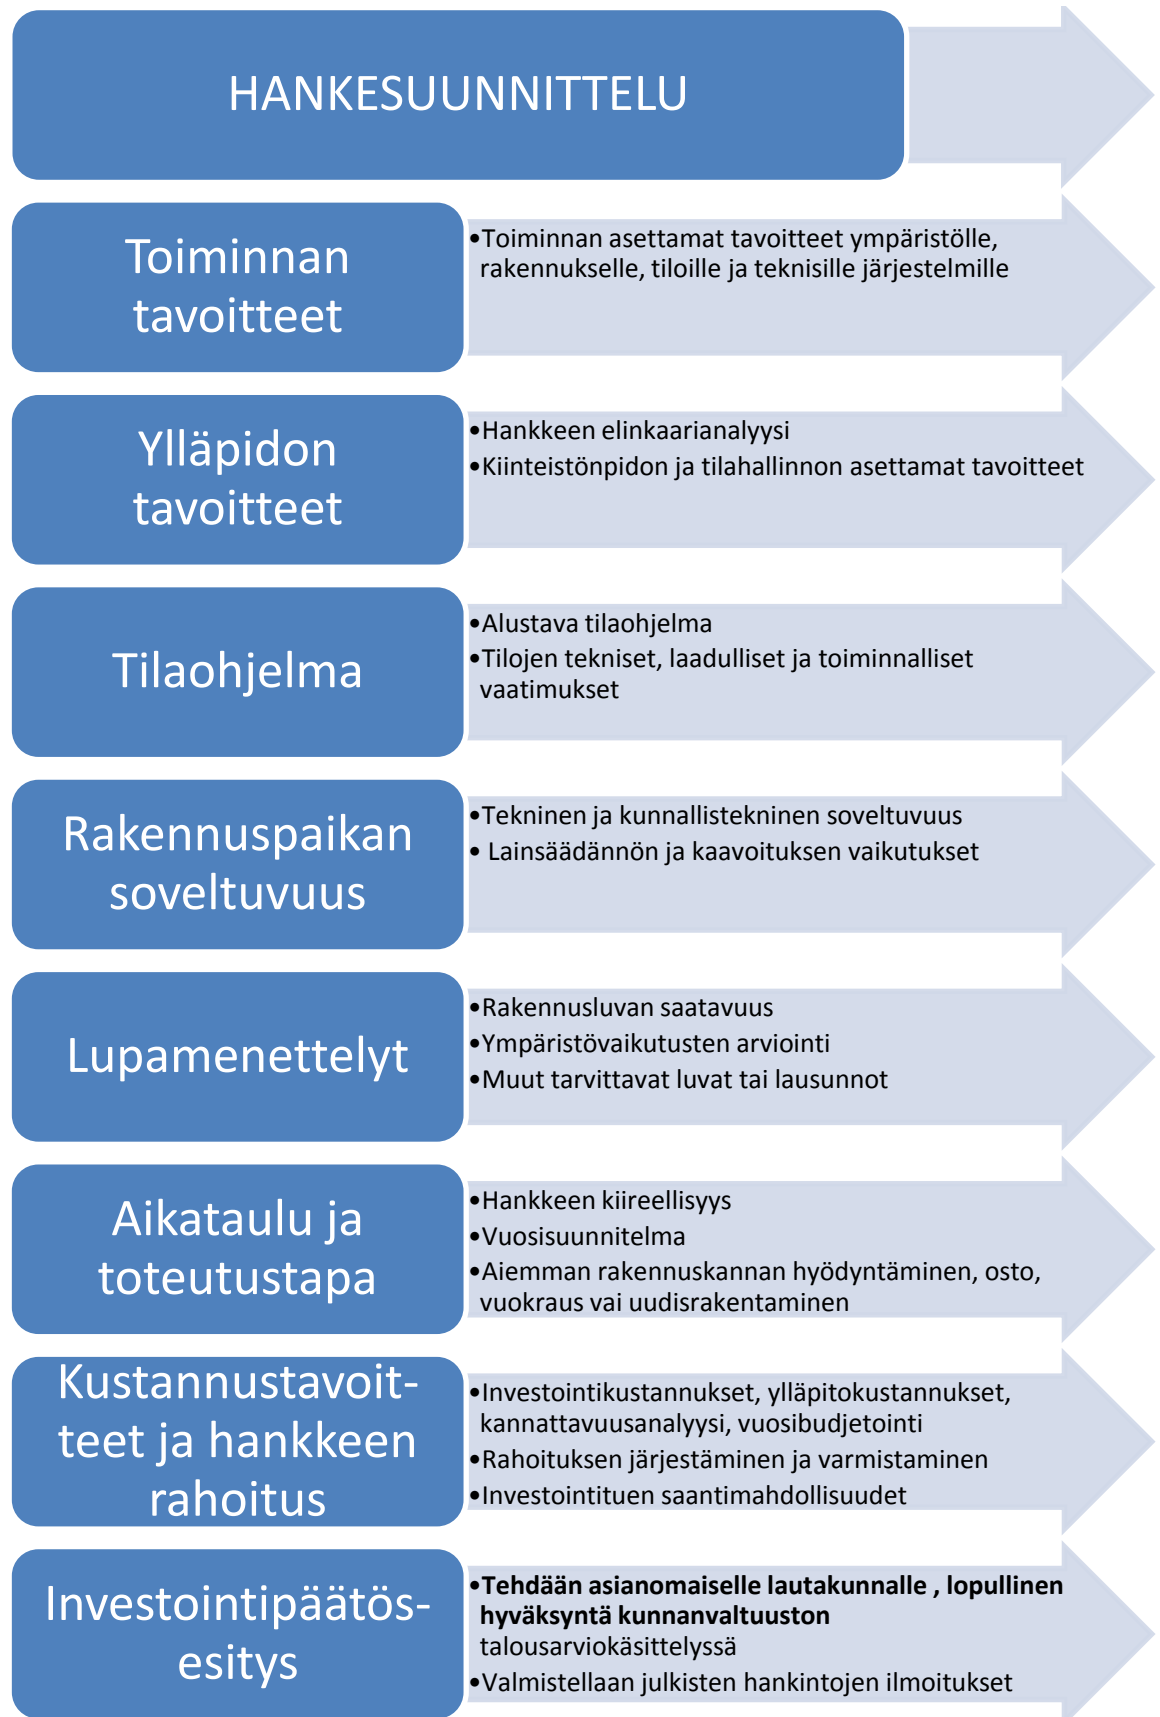 HANKESUUNNITTELU
Toiminnan
tavoitteet
•Toiminnan asettamat tavoitteet ympäristölle,
rakennukselle, tiloille ja teknisille järjestelmille
Ylläpidon
tavoitteet
•Hankkeen elinkaarianalyysi
•Kiinteistönpidon ja tilahallinnon asettamat tavoitteet
Tilaohjelma
•Alustava tilaohjelma
•Tilojen tekniset, laadulliset ja toiminnalliset
vaatimukset
Rakennuspaikan
soveltuvuus
•Tekninen ja kunnallistekninen soveltuvuus
• Lainsäädännön ja kaavoituksen vaikutukset
Lupamenettelyt
•Rakennusluvan saatavuus
•Ympäristövaikutusten arviointi
•Muut tarvittavat luvat tai lausunnot
Aikataulu ja
toteutustapa
•Hankkeen kiireellisyys
•Vuosisuunnitelma
•Aiemman rakennuskannan hyödyntäminen, osto,
vuokraus vai uudisrakentaminen
Kustannustavoit-
teet ja hankkeen
rahoitus
•Investointikustannukset, ylläpitokustannukset,
kannattavuusanalyysi, vuosibudjetointi
•Rahoituksen järjestäminen ja varmistaminen
•Investointituen saantimahdollisuudet
Investointipäätös-
esitys
•Tehdään asianomaiselle lautakunnalle , lopullinen
hyväksyntä kunnanvaltuuston
talousarviokäsittelyssä
•Valmistellaan julkisten hankintojen ilmoitukset